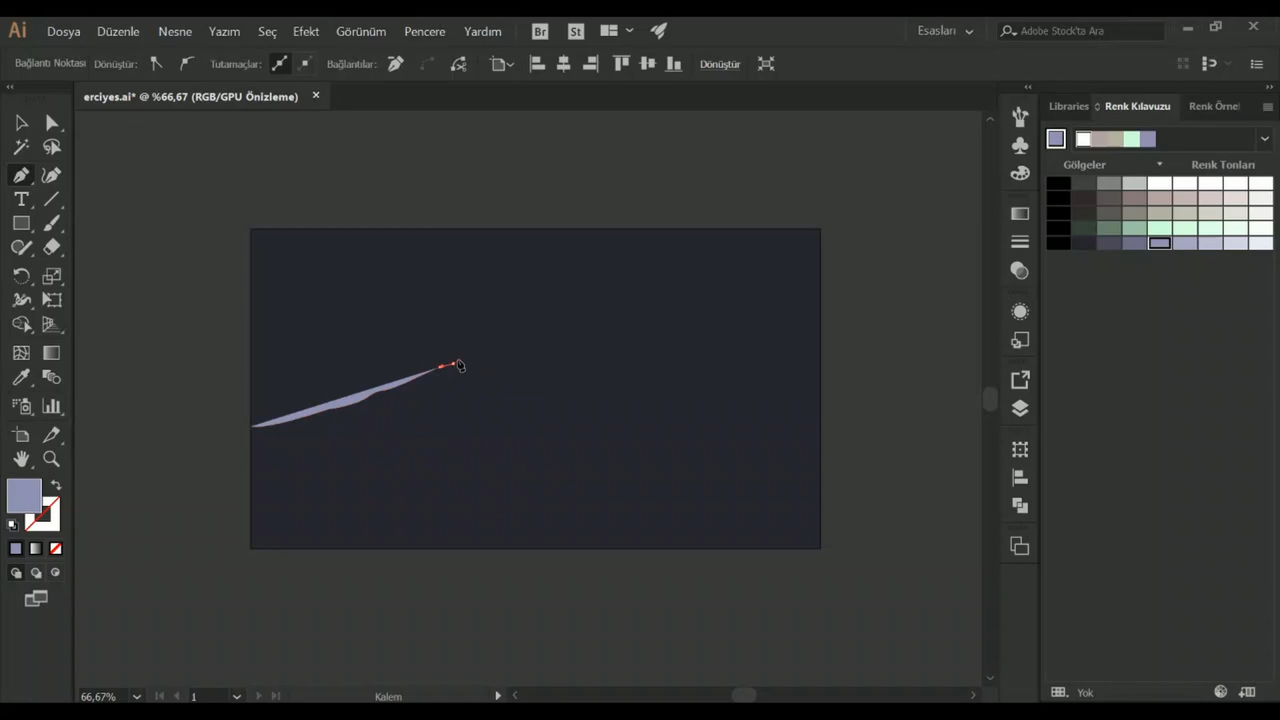 Ai Dosya Düzenle Nesne Yazım Seç Efekt Görünüm Pencere Yardım Br St Esasları Adobe Stock'ta Ara
Bağlantı Noktası Dönüştür: Tutamaçlar: Bağlantılar: Dönüştür
erciyes.ai* @ %66,67 (RGB/GPU Önizleme)
Libraries Renk Kılavuzu Renk Örne
Gölgeler Renk Tonları
T
66,67% 1 Kalem
Yok